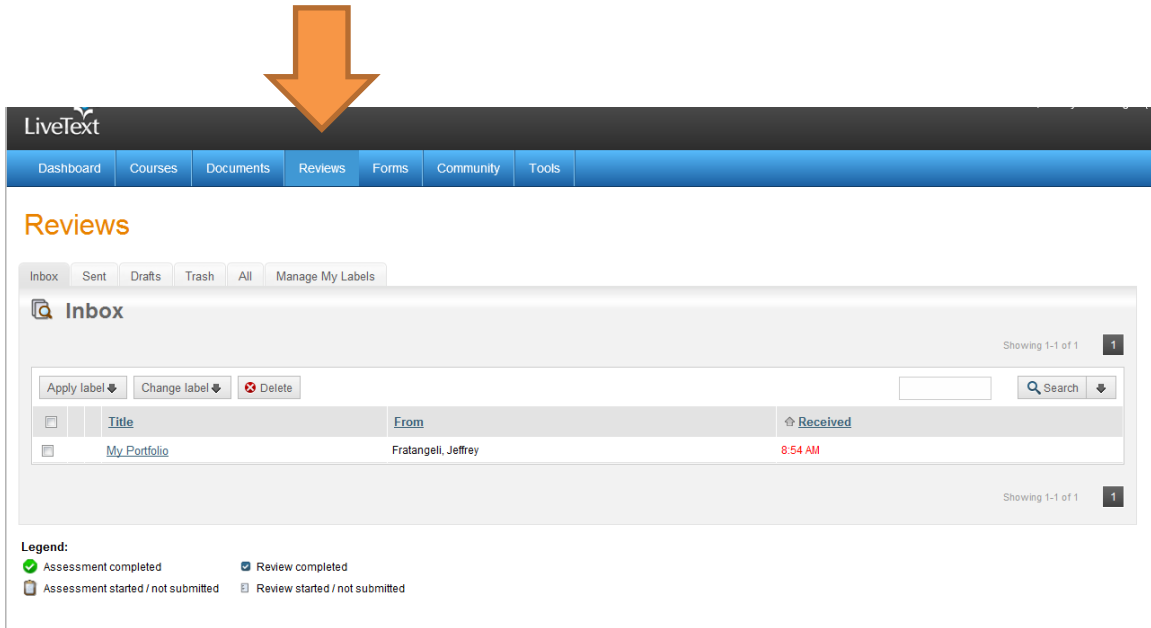 LiveText
Dashboard Courses Documents Reviews Forms Community Tools
Reviews
Inbox Sent Drafts Trash All Manage My Labels
Inbox
Showing 1-1 of 1 1
Apply label Change label Delete Search
Title From Received
My Portfolio Fratangeli, Jeffrey 8:54 AM
Showing 1-1 of 1 1
Legend:
Assessment completed Review completed
Assessment started / not submitted Review started / not submitted